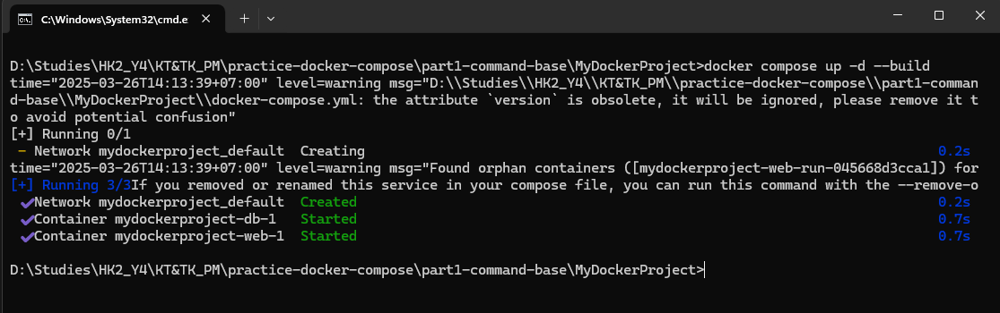 C:\Windows\System32\cmd.e
D:\Studies\HK2_Y4\KT&TK_PM\practice-docker-compose\part1-command-base\MyDockerProject>docker compose up -d --build
time="2025-03-26T14:13:39+07:00" level=warning msg="D:\\Studies\\HK2_Y4\\KT&TK_PM\\practice-docker-compose\\part1-comman
d-base\\MyDockerProject\\docker-compose.yml: the attribute `version` is obsolete, it will be ignored, please remove it t
o avoid potential confusion"
[+] Running 0/1
 - Network mydockerproject_default  Creating 0.2s
time="2025-03-26T14:13:39+07:00" level=warning msg="Found orphan containers ([mydockerproject-web-run-045668d3cca1]) for
[+] Running 3/3If you removed or renamed this service in your compose file, you can run this command with the --remove-o
 ✔Network mydockerproject_default  Created 0.2s
 ✔Container mydockerproject-db-1   Started 0.7s
 ✔Container mydockerproject-web-1  Started 0.7s
D:\Studies\HK2_Y4\KT&TK_PM\practice-docker-compose\part1-command-base\MyDockerProject>